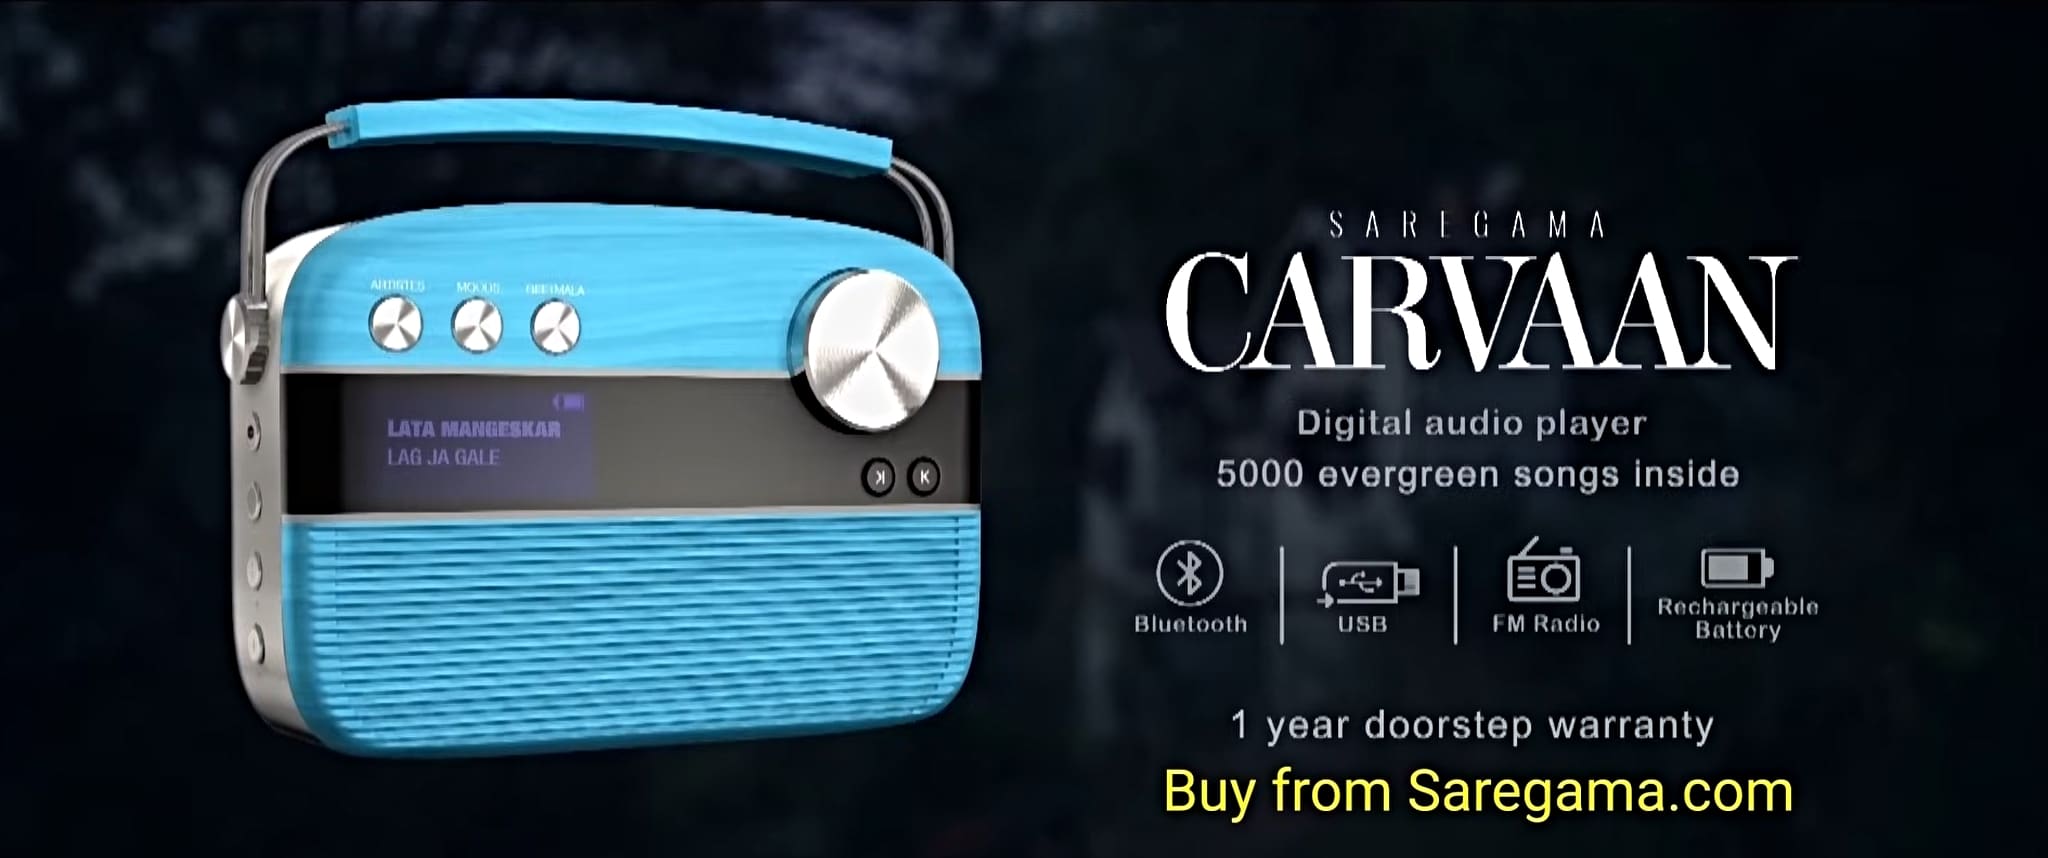 ARTISTES MOODS GEETMALA
LATA MANGESKAR
LAG JA GALE
SAREGAMA
CARVAAN
Digital audio player
5000 evergreen songs inside
Bluetooth
USB
FM Radio
Rechargeable
Battery
1 year doorstep warranty
Buy from Saregama.com